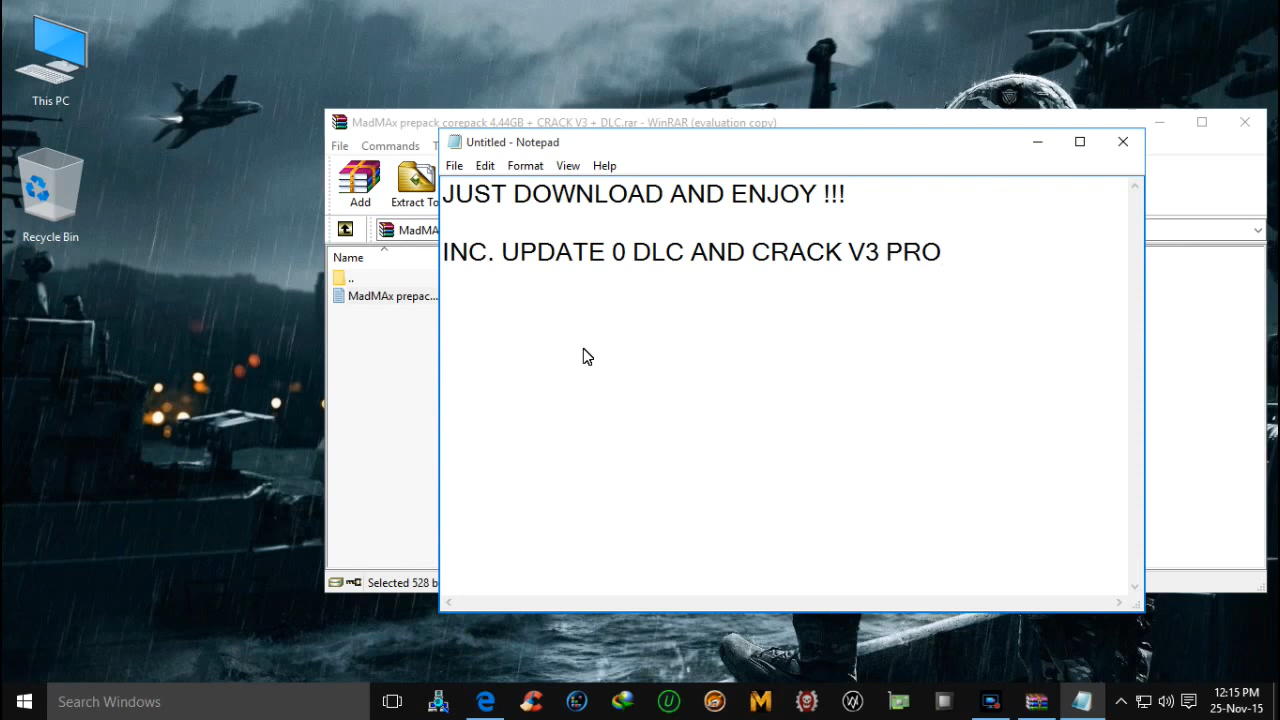 This PC
Recycle Bin
MadMAx prepack corepack 4.44GB + CRACK V3 + DLC.rar - WinRAR (evaluation copy)
File Commands T
Add
Extract To
MadMA
Name
..
MadMAx prepac...
Selected 528 b
Untitled - Notepad
File Edit Format View Help
JUST DOWNLOAD AND ENJOY !!!
INC. UPDATE 0 DLC AND CRACK V3 PRO
Search Windows
12:15 PM
25-Nov-15